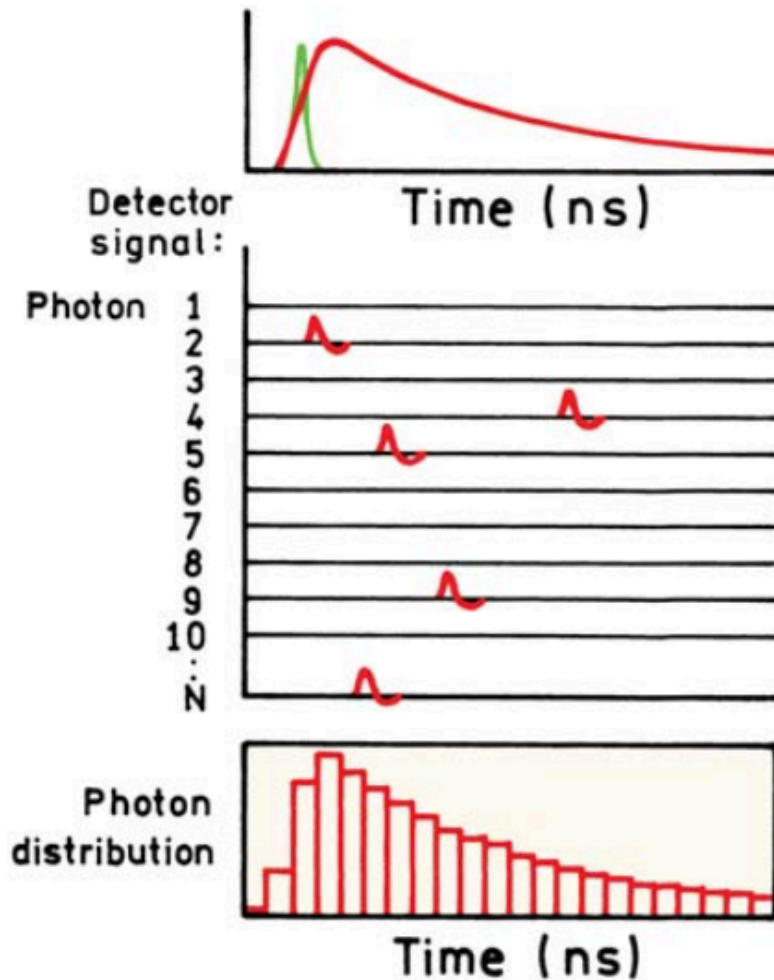 Time (ns)
Detector
signal:
Photon 1
2
3
4
5
6
7
8
9
10
:
N
Photon
distribution
Time (ns)